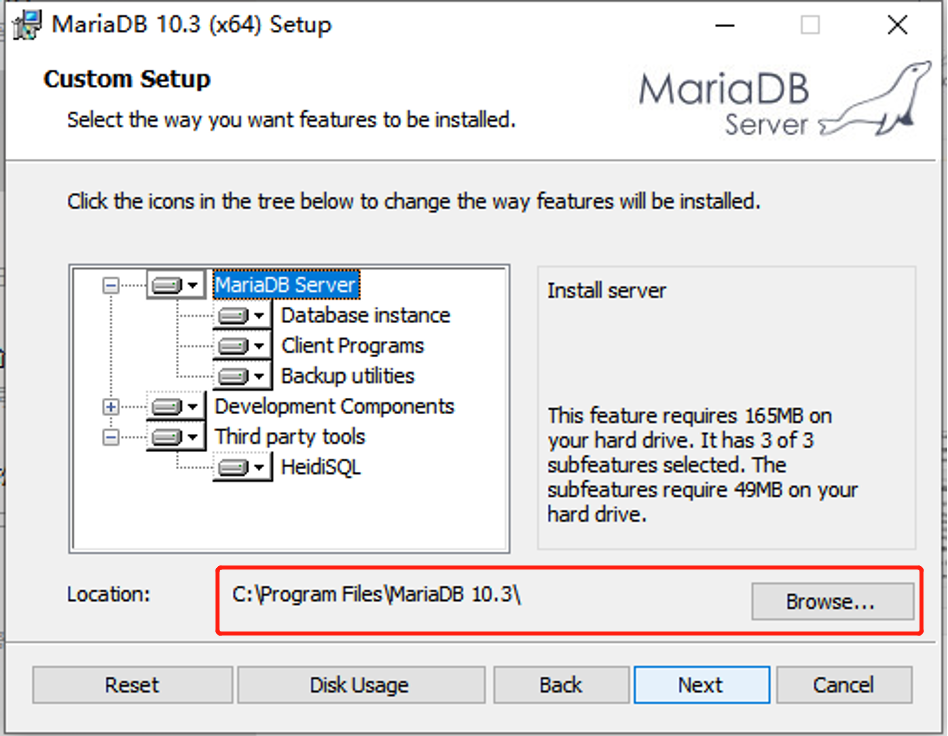 MariaDB 10.3 (x64) Setup
Custom Setup
Select the way you want features to be installed.
MariaDB
Server
Click the icons in the tree below to change the way features will be installed.
MariaDB Server
Database instance
Client Programs
Backup utilities
Development Components
Third party tools
HeidiSQL
Install server
This feature requires 165MB on
your hard drive. It has 3 of 3
subfeatures selected. The
subfeatures require 49MB on your
hard drive.
Location:
C:\Program Files\MariaDB 10.3\
Browse...
Reset
Disk Usage
Back
Next
Cancel